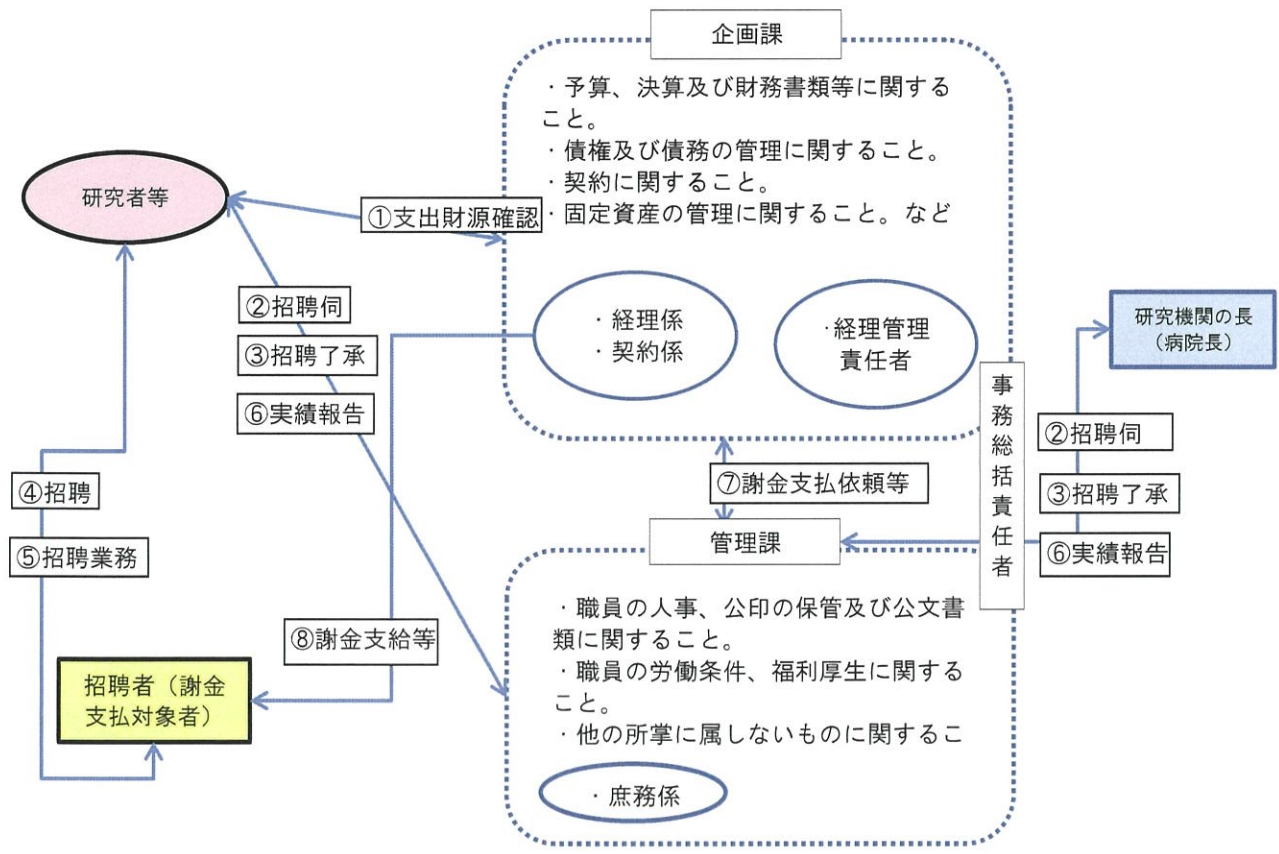 企画課
・予算、決算及び財務書類等に関する
こと。
・債権及び債務の管理に関すること。
・契約に関すること。
・固定資産の管理に関すること。など
研究者等
①支出財源確認
②招聘伺
③招聘了承
⑥実績報告
・経理係
・契約係
・経理管理
責任者
事務総括責任者
研究機関の長
（病院長）
②招聘伺
③招聘了承
⑥実績報告
④招聘
⑤招聘業務
⑦謝金支払依頼等
管理課
・職員の人事、公印の保管及び公文書
類に関すること。
・職員の労働条件、福利厚生に関する
こと。
・他の所掌に属しないものに関するこ
・庶務係
⑧謝金支給等
招聘者（謝金
支払対象者）